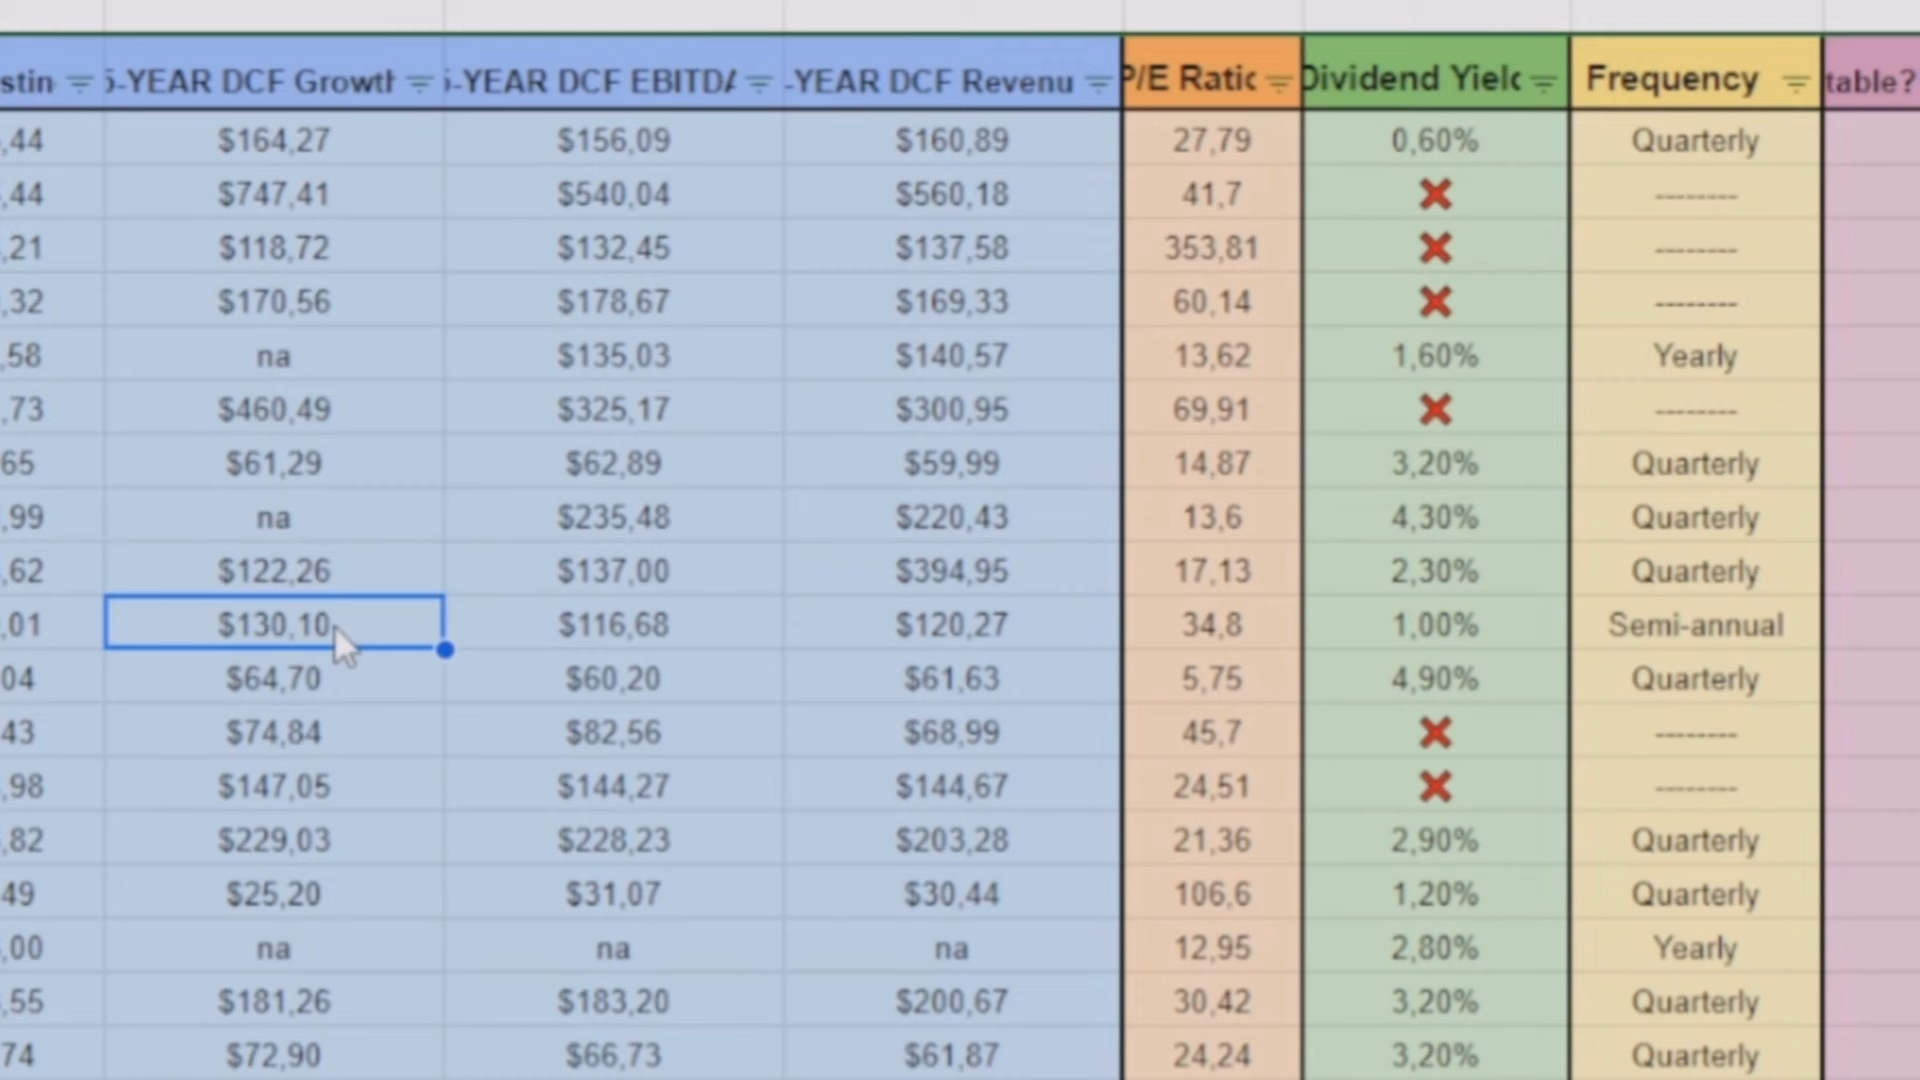 stin 5-YEAR DCF Growth 5-YEAR DCF EBITDA -YEAR DCF Revenu P/E Ratio Dividend Yield Frequency table?
,44 $164,27 $156,09 $160,89 27,79 0,60% Quarterly
,44 $747,41 $540,04 $560,18 41,7 ❌ --------
,21 $118,72 $132,45 $137,58 353,81 ❌ --------
,32 $170,56 $178,67 $169,33 60,14 ❌ --------
,58 na $135,03 $140,57 13,62 1,60% Yearly
,73 $460,49 $325,17 $300,95 69,91 ❌ --------
65 $61,29 $62,89 $59,99 14,87 3,20% Quarterly
,99 na $235,48 $220,43 13,6 4,30% Quarterly
,62 $122,26 $137,00 $394,95 17,13 2,30% Quarterly
,01 $130,10 $116,68 $120,27 34,8 1,00% Semi-annual
04 $64,70 $60,20 $61,63 5,75 4,90% Quarterly
43 $74,84 $82,56 $68,99 45,7 ❌ --------
,98 $147,05 $144,27 $144,67 24,51 ❌ --------
,82 $229,03 $228,23 $203,28 21,36 2,90% Quarterly
49 $25,20 $31,07 $30,44 106,6 1,20% Quarterly
,00 na na na 12,95 2,80% Yearly
,55 $181,26 $183,20 $200,67 30,42 3,20% Quarterly
74 $72,90 $66,73 $61,87 24,24 3,20% Quarterly